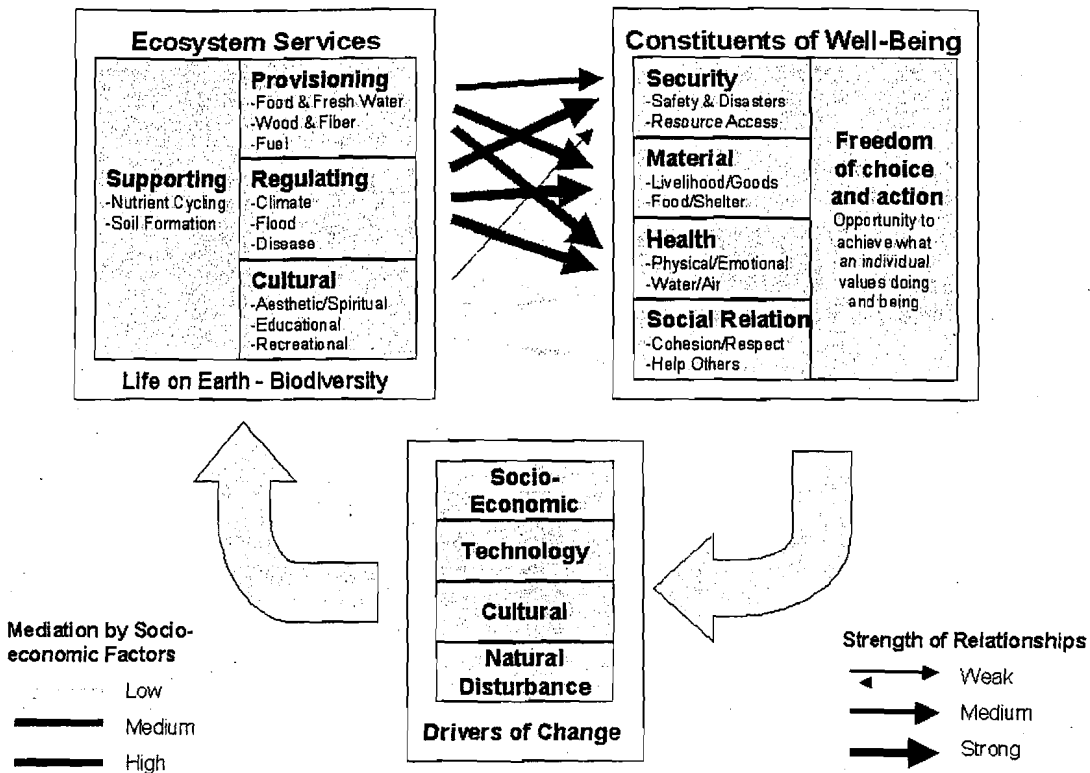 Ecosystem Services
Supporting
-Nutrient Cycling
-Soil Formation
Provisioning
-Food & Fresh Water
-Wood & Fiber
-Fuel
Regulating
-Climate
-Flood
-Disease
Cultural
-Aesthetic/Spiritual
-Educational
-Recreational
Life on Earth - Biodiversity
Constituents of Well-Being
Security
-Safety & Disasters
-Resource Access
Material
-Livelihood/Goods
-Food/Shelter
Health
-Physical/Emotional
-Water/Air
Social Relation
-Cohesion/Respect
-Help Others
Freedom
of choice
and action
Opportunity to
achieve what
an individual
values doing
and being
Socio-
Economic
Technology
Cultural
Natural
Disturbance
Drivers of Change
Mediation by Socio-
economic Factors
Low
Medium
High
Strength of Relationships
Weak
Medium
Strong